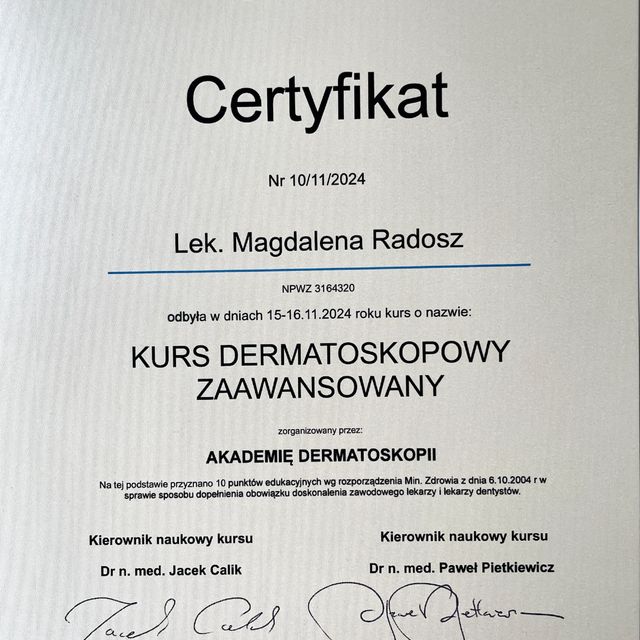 Certyfikat
Nr 10/11/2024
Lek. Magdalena Radosz
NPWZ 3164320
odbyła w dniach 15-16.11.2024 roku kurs o nazwie:
KURS DERMATOSKOPOWY
ZAAWANSOWANY
zorganizowany przez:
AKADEMIĘ DERMATOSKOPII
Na tej podstawie przyznano 10 punktów edukacyjnych wg rozporządzenia Min. Zdrowia z dnia 6.10.2004 r w
sprawie sposobu dopełnienia obowiązku doskonalenia zawodowego lekarzy i lekarzy dentystów.
Kierownik naukowy kursu
Dr n. med. Jacek Calik
Kierownik naukowy kursu
Dr n. med. Paweł Pietkiewicz
Jacek Calik